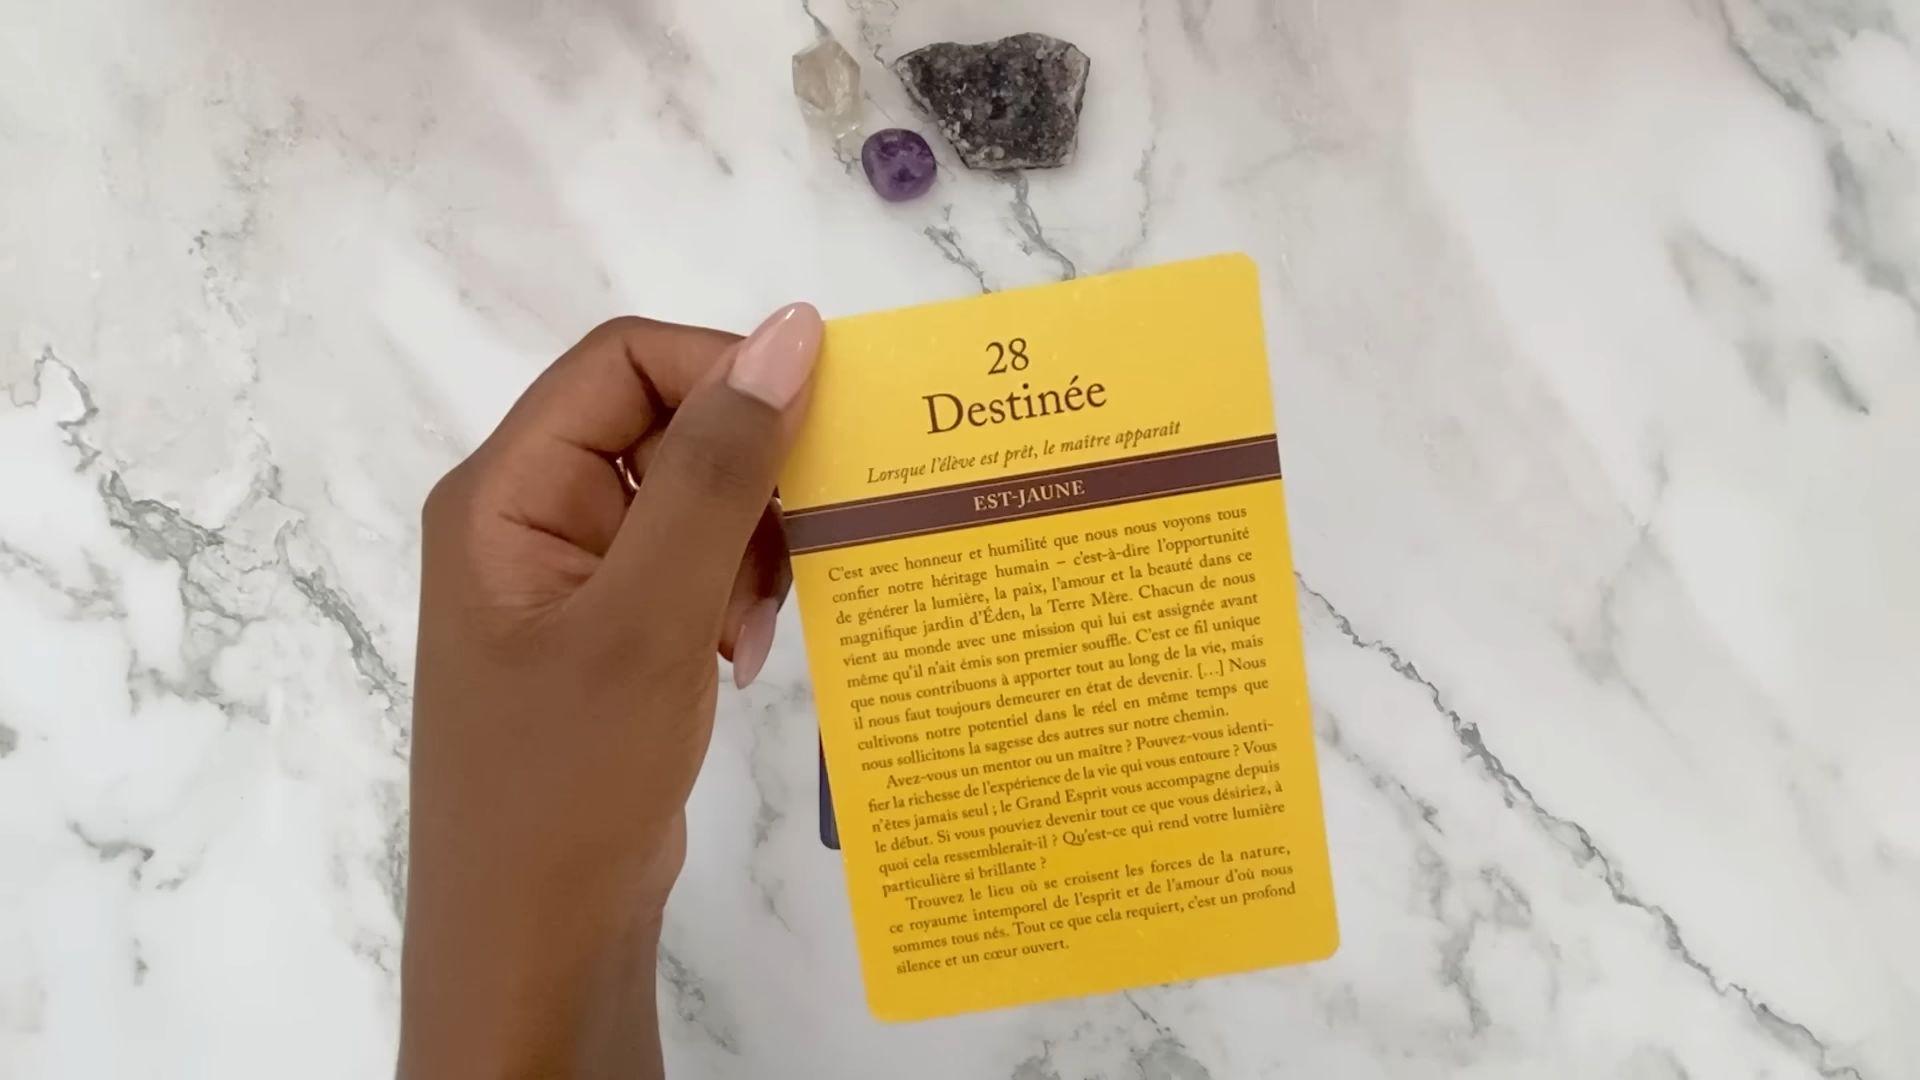 28
Destinée
Lorsque l'élève est prêt, le maître apparaît
EST-JAUNE
C'est avec honneur et humilité que nous nous voyons tous
confier notre héritage humain – c'est-à-dire l'opportunité
de générer la lumière, la paix, l'amour et la beauté dans ce
magnifique jardin d'Éden, la Terre Mère. Chacun de nous
vient au monde avec une mission qui lui est assignée avant
même qu'il n'ait émis son premier souffle. C'est ce fil unique
que nous contribuons à apporter tout au long de la vie, mais
il nous faut toujours demeurer en état de devenir. [...] Nous
cultivons notre potentiel dans le réel en même temps que
nous sollicitons la sagesse des autres sur notre chemin.
Avez-vous un mentor ou un maître ? Pouvez-vous identi-
fier la richesse de l'expérience de la vie qui vous entoure ? Vous
n'êtes jamais seul ; le Grand Esprit vous accompagne depuis
le début. Si vous pouviez devenir tout ce que vous désiriez, à
quoi cela ressemblerait-il ? Qu'est-ce qui rend votre lumière
particulière si brillante ?
Trouvez le lieu où se croisent les forces de la nature,
ce royaume intemporel de l'esprit et de l'amour d'où nous
sommes tous nés. Tout ce que cela requiert, c'est un profond
silence et un cœur ouvert.